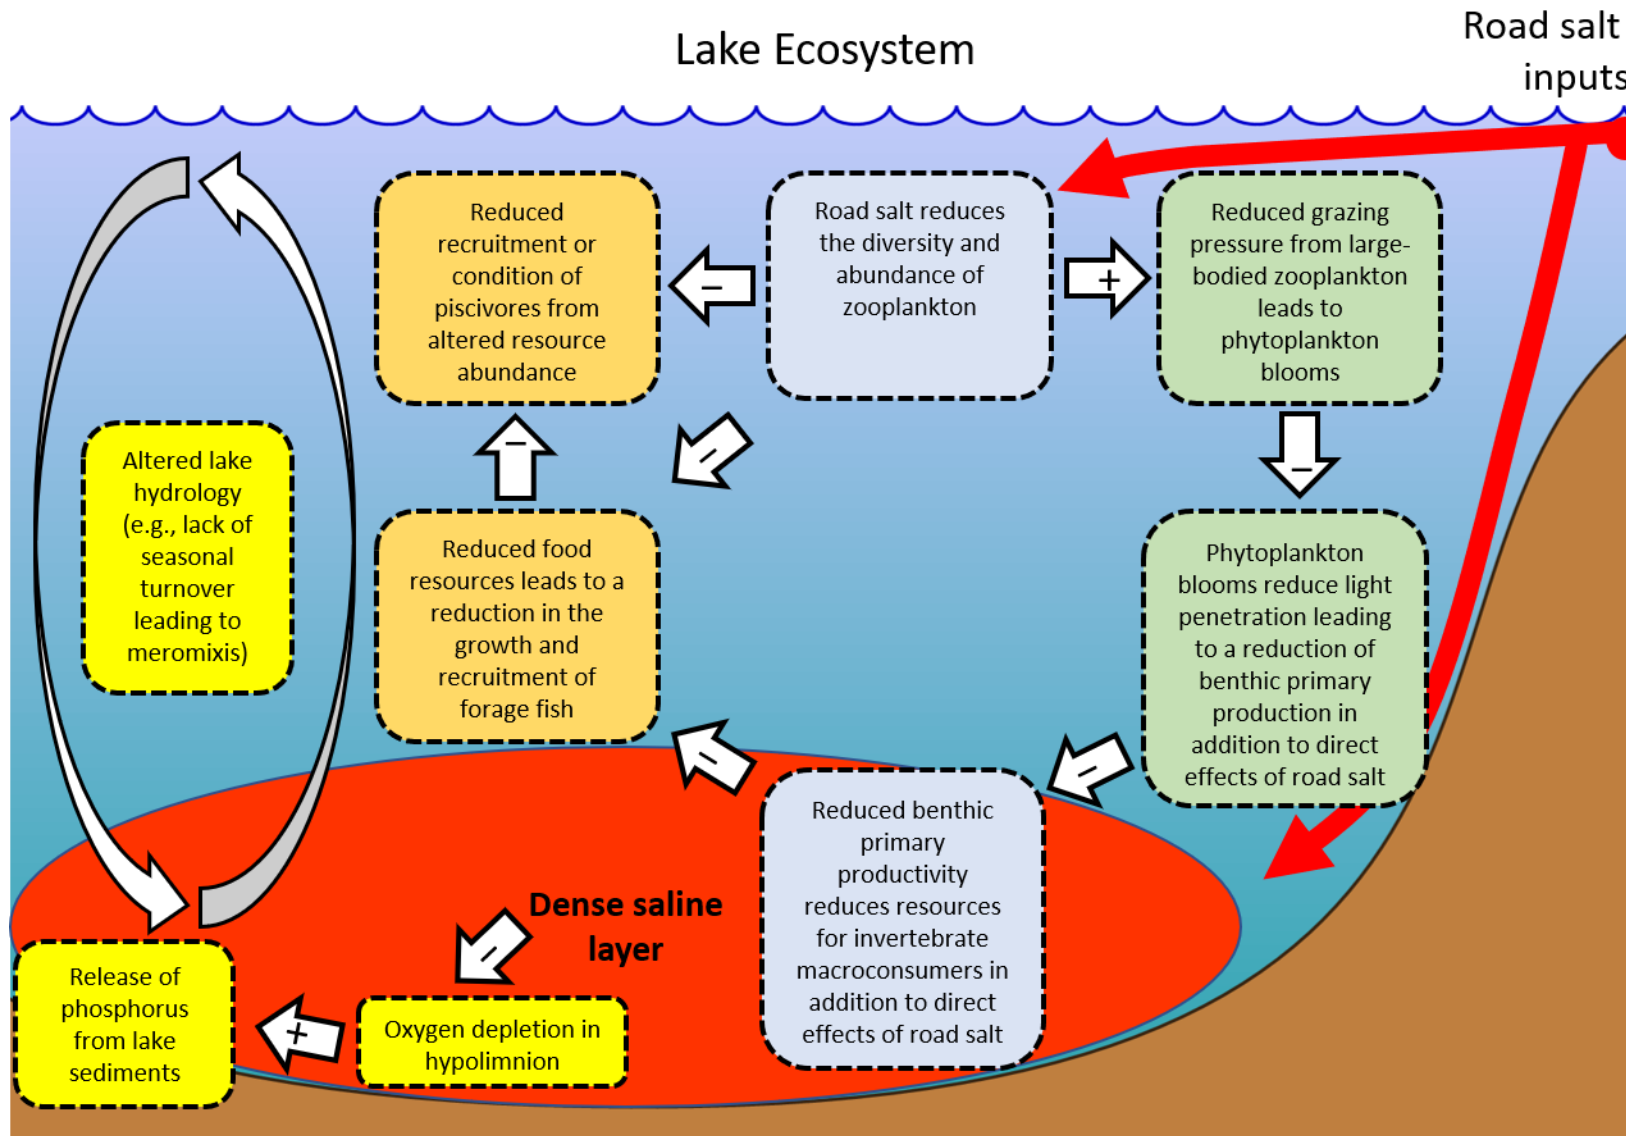 Lake Ecosystem
Road salt
inputs
Reduced
recruitment or
condition of
piscivores from
altered resource
abundance
–
Road salt reduces
the diversity and
abundance of
zooplankton
+
Reduced grazing
pressure from large-
bodied zooplankton
leads to
phytoplankton
blooms
–
–
–
Altered lake
hydrology
(e.g., lack of
seasonal
turnover
leading to
meromixis)
Reduced food
resources leads to a
reduction in the
growth and
recruitment of
forage fish
Phytoplankton
blooms reduce light
penetration leading
to a reduction of
benthic primary
production in
addition to direct
effects of road salt
–
–
Reduced benthic
primary
productivity
reduces resources
for invertebrate
macroconsumers in
addition to direct
effects of road salt
Dense saline
layer
–
Release of
phosphorus
from lake
sediments
+
Oxygen depletion in
hypolimnion